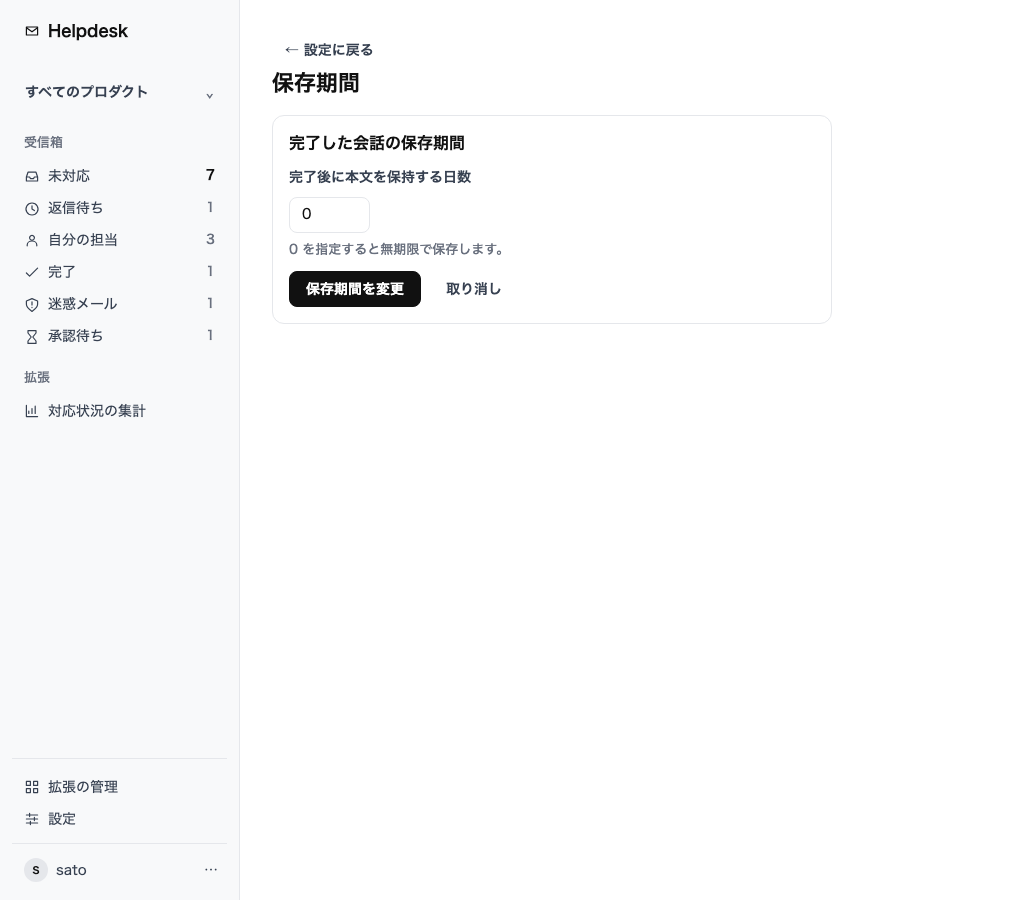 Helpdesk
すべてのプロダクト
受信箱
未対応 7
返信待ち 1
自分の担当 3
完了 1
迷惑メール 1
承認待ち 1
拡張
対応状況の集計
拡張の管理
設定
S sato ...
← 設定に戻る
保存期間
完了した会話の保存期間
完了後に本文を保持する日数
0
0 を指定すると無期限で保存します。
保存期間を変更 取り消し